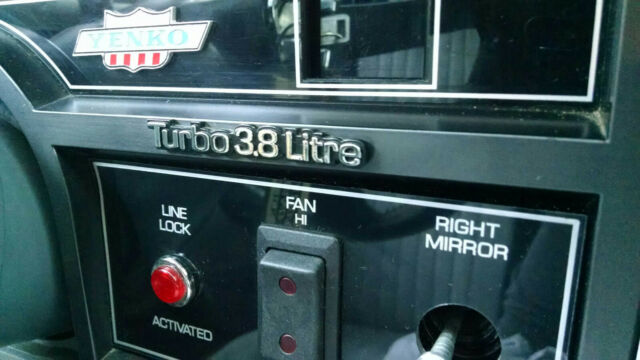 YENKO
Turbo 3.8 Litre
LINE
LOCK
FAN
HI
RIGHT
MIRROR
ACTIVATED